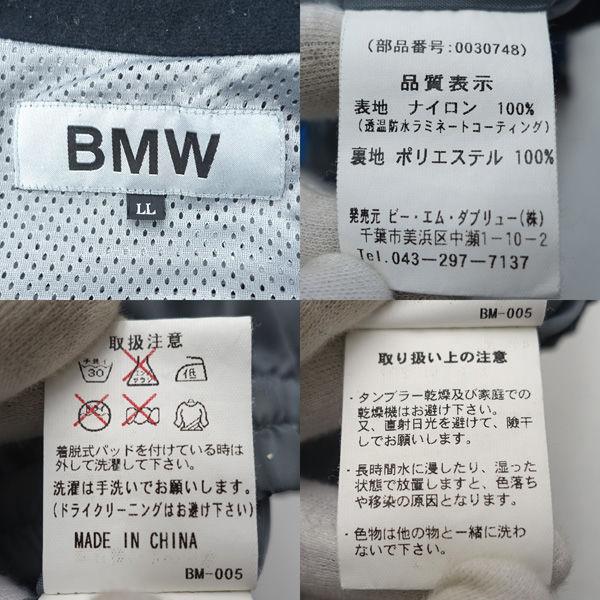 BMW
LL
(部品番号:0030748)
品質表示
表地 ナイロン 100%
(透湿防水ラミネートコーティング)
裏地 ポリエステル 100%
発売元 ビー・エム・ダブリュー(株)
千葉市美浜区中瀬1-10-2
Tel.043-297-7137
取扱注意
手洗イ
30
エンソ
サラシ
低
ドライ
着脱式パッドを付けている時は
外して洗濯して下さい。
洗濯は手洗いでお願いします。
(ドライクリーニングはお避け下さい)
MADE IN CHINA
BM-005
BM-005
取り扱い上の注意
・タンブラー乾燥及び家庭での
乾燥機はお避け下さい。
又、直射日光を避けて、陰干
しでお願いします。
・長時間水に浸したり、湿った
状態で放置しますと、色落ち
や移染の原因となります。
・色物は他の物と一緒に洗わ
ないで下さい。